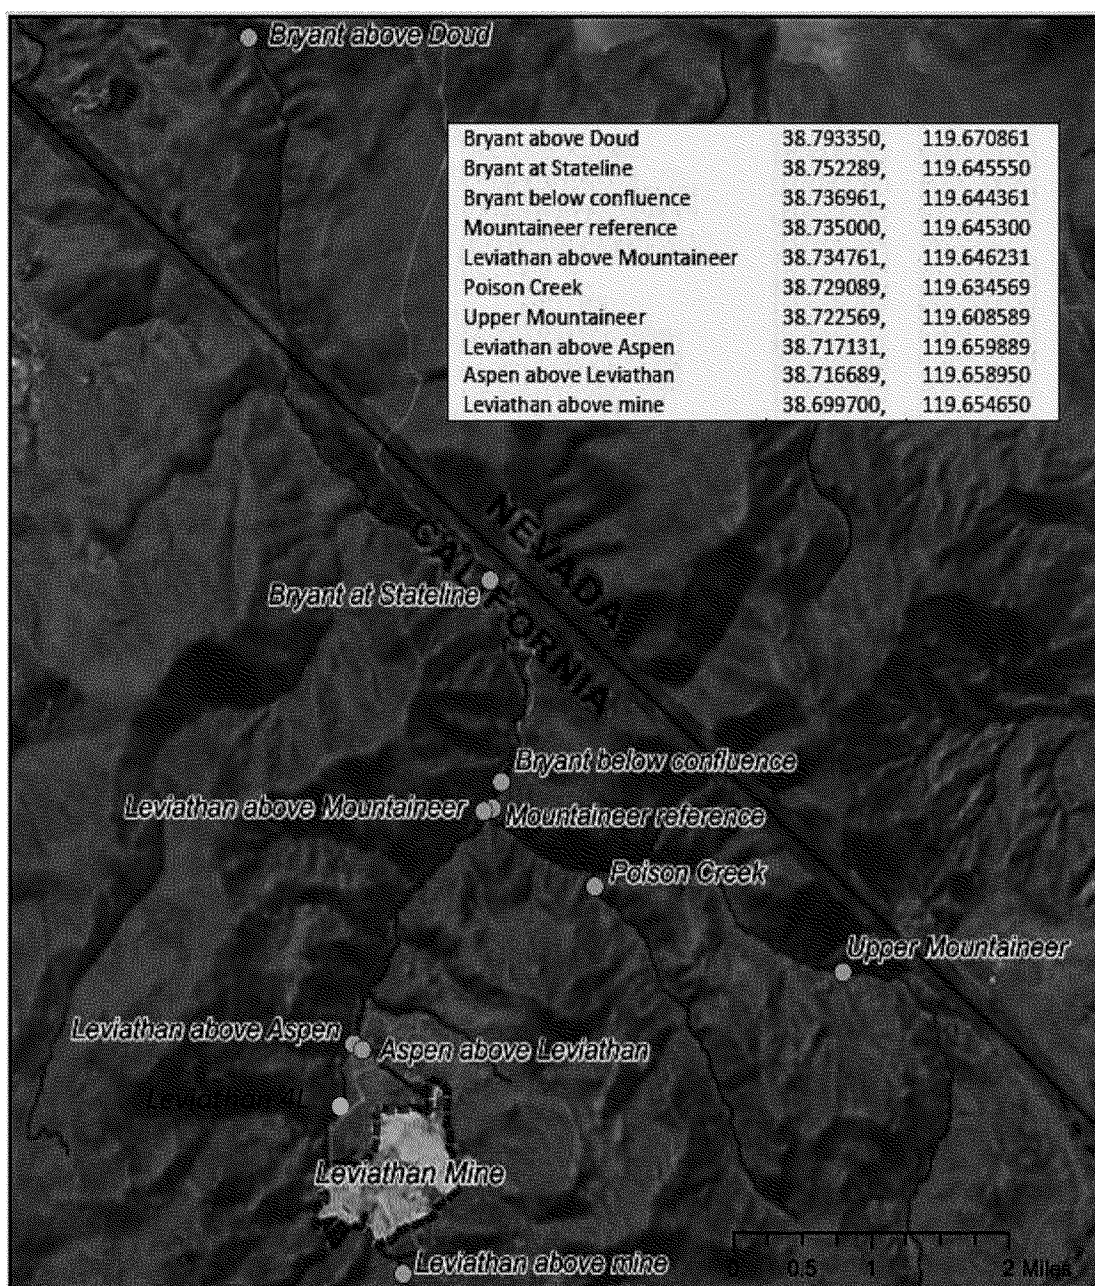 Bryant above Doud
Bryant above Doud 38.793350, 119.670861
Bryant at Stateline 38.752289, 119.645550
Bryant below confluence 38.736961, 119.644361
Mountaineer reference 38.735000, 119.645300
Leviathan above Mountaineer 38.734761, 119.646231
Poison Creek 38.729089, 119.634569
Upper Mountaineer 38.722569, 119.608589
Leviathan above Aspen 38.717131, 119.659889
Aspen above Leviathan 38.716689, 119.658950
Leviathan above mine 38.699700, 119.654650
NEVADA
CALIFORNIA
Bryant at Stateline
Bryant below confluence
Leviathan above Mountaineer
Mountaineer reference
Poison Creek
Upper Mountaineer
Leviathan above Aspen
Aspen above Leviathan
Leviathan 4L
Leviathan Mine
Leviathan above mine
0 0.5 1 2 Miles